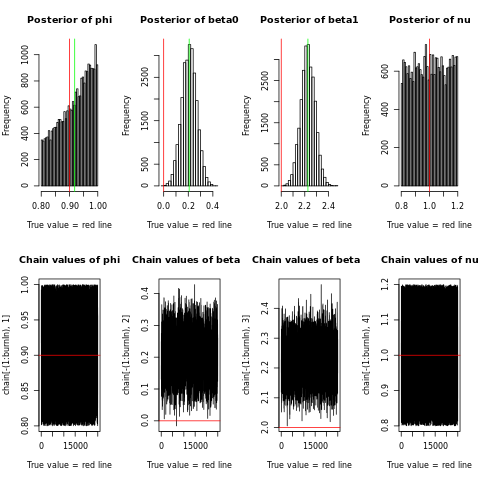 Posterior of phi
Posterior of beta0
Posterior of beta1
Posterior of nu
Frequency
0 200 400 600 800 1000
0.80 0.90 1.00
True value = red line
Frequency
0 500 1500 2500
0.0 0.2 0.4
True value = red line
Frequency
0 500 1500 2500
2.0 2.2 2.4
True value = red line
Frequency
0 200 400 600
0.8 1.0 1.2
True value = red line
Chain values of phi
Chain values of beta
Chain values of beta
Chain values of nu
chain[-(1:burnIn), 1]
0.80 0.85 0.90 0.95 1.00
0 15000
True value = red line
chain[-(1:burnIn), 2]
0.0 0.1 0.2 0.3 0.4
0 15000
True value = red line
chain[-(1:burnIn), 3]
2.0 2.1 2.2 2.3 2.4
0 15000
True value = red line
chain[-(1:burnIn), 4]
0.8 0.9 1.0 1.1 1.2
0 15000
True value = red line